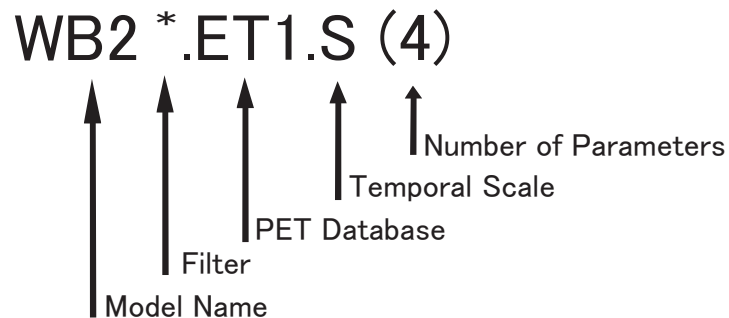 WB2 *.ET1.S (4)
Number of Parameters
Temporal Scale
PET Database
Filter
Model Name